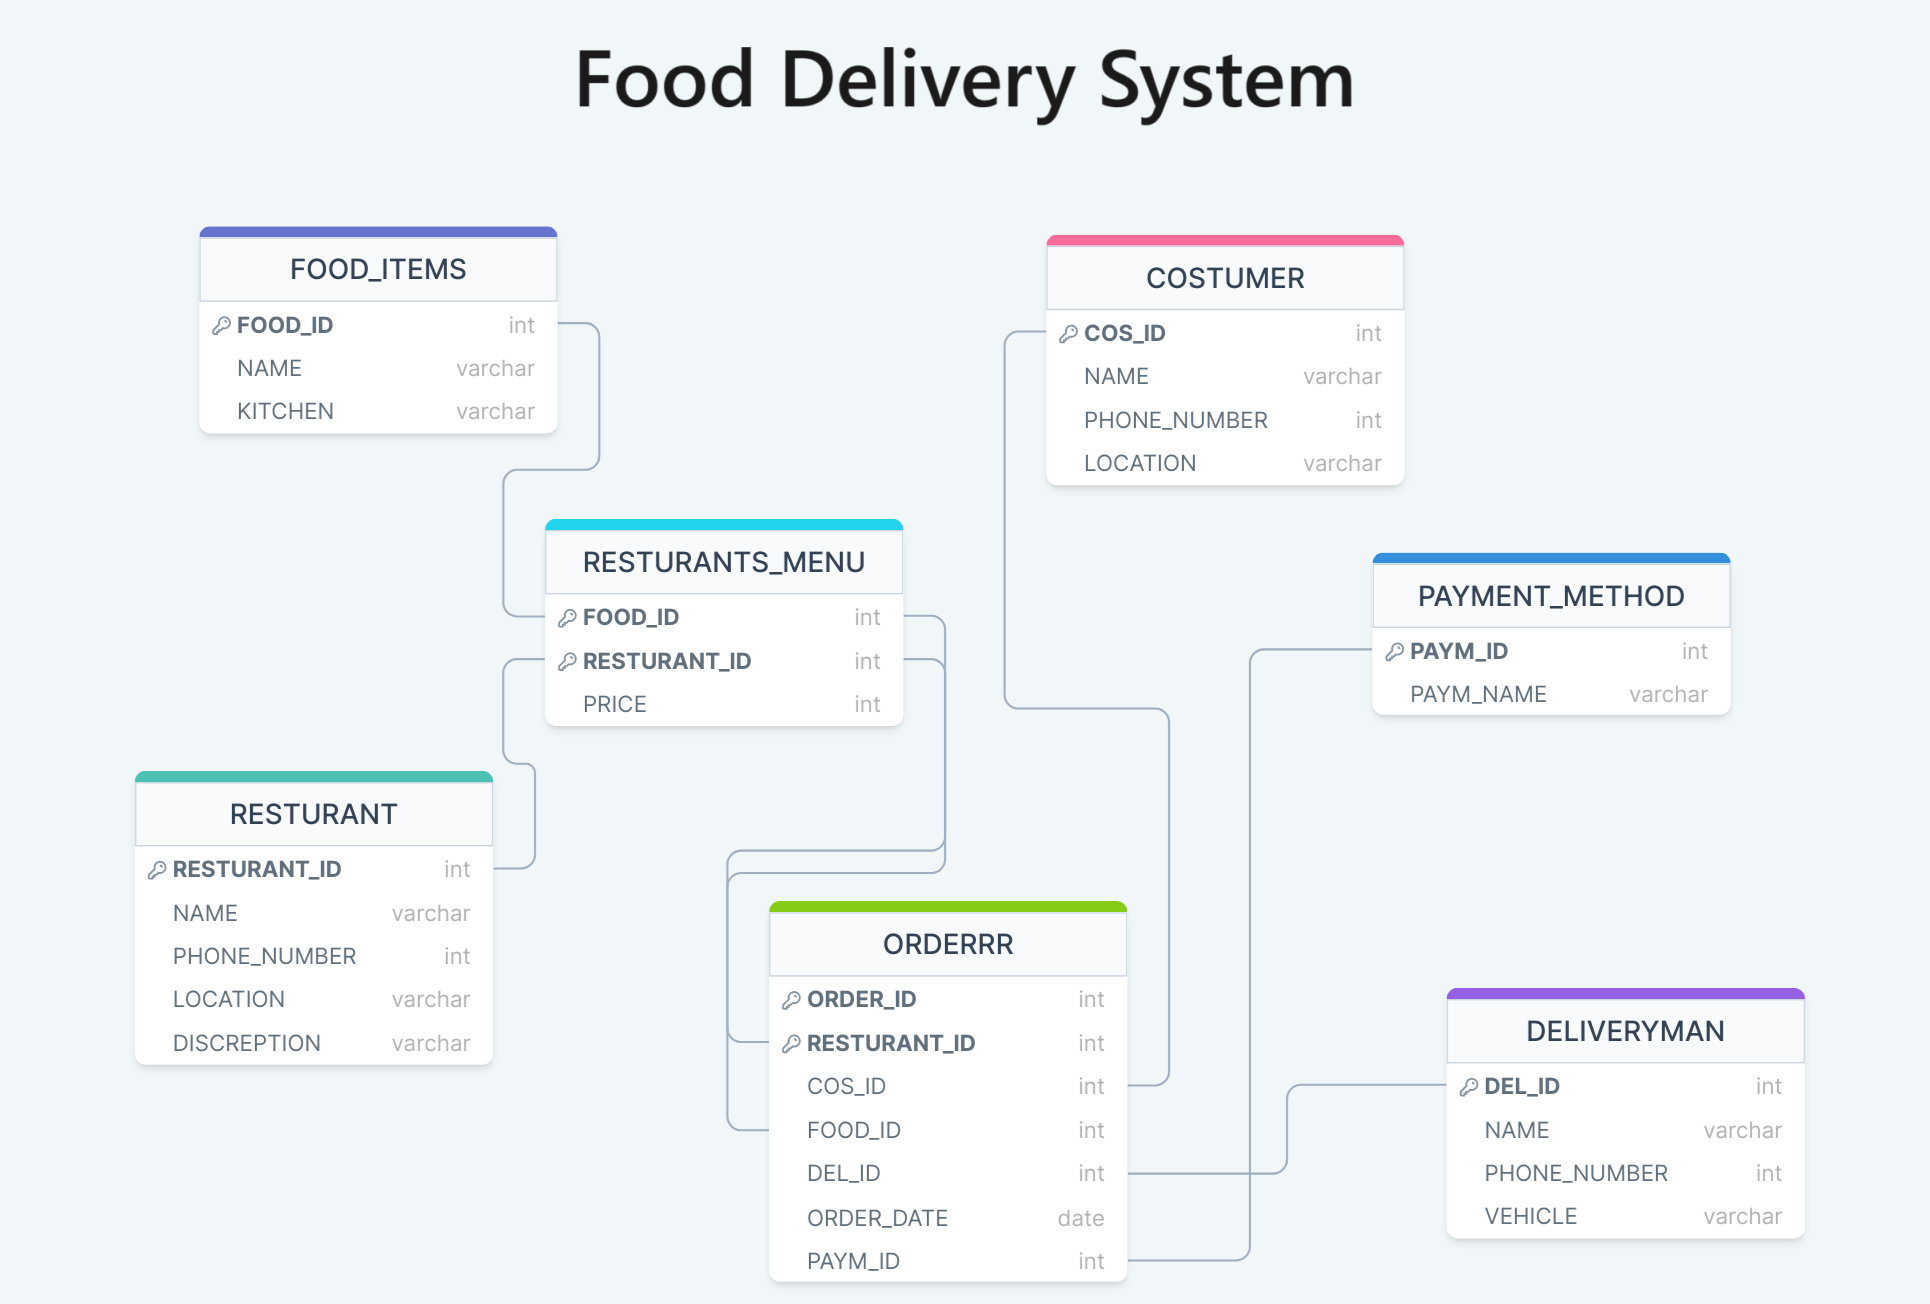 Food Delivery System
FOOD_ITEMS
FOOD_ID int
NAME varchar
KITCHEN varchar
COSTUMER
COS_ID int
NAME varchar
PHONE_NUMBER int
LOCATION varchar
RESTURANTS_MENU
FOOD_ID int
RESTURANT_ID int
PRICE int
PAYMENT_METHOD
PAYM_ID int
PAYM_NAME varchar
RESTURANT
RESTURANT_ID int
NAME varchar
PHONE_NUMBER int
LOCATION varchar
DISCREPTION varchar
ORDERRR
ORDER_ID int
RESTURANT_ID int
COS_ID int
FOOD_ID int
DEL_ID int
ORDER_DATE date
PAYM_ID int
DELIVERYMAN
DEL_ID int
NAME varchar
PHONE_NUMBER int
VEHICLE varchar